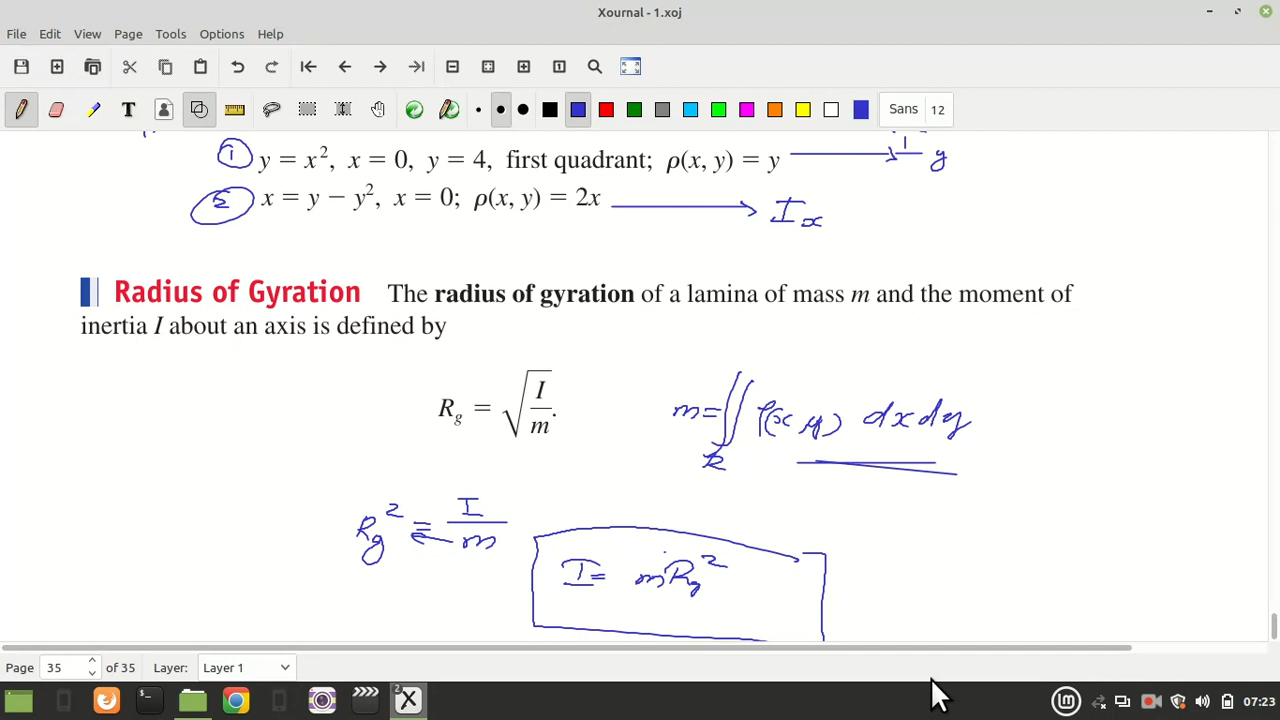 Xournal - 1.xoj
File Edit View Page Tools Options Help
Sans 12
① y = x², x = 0, y = 4, first quadrant; ρ(x, y) = y → I y
② x = y − y², x = 0; ρ(x, y) = 2x → I x
Radius of Gyration The radius of gyration of a lamina of mass m and the moment of
inertia I about an axis is defined by
R_g = √(I/m).
m = ∬_R ρ(x, y) dx dy
R_g² = I/m
I = mR_g²
Page 35 of 35 Layer: Layer 1
07:23